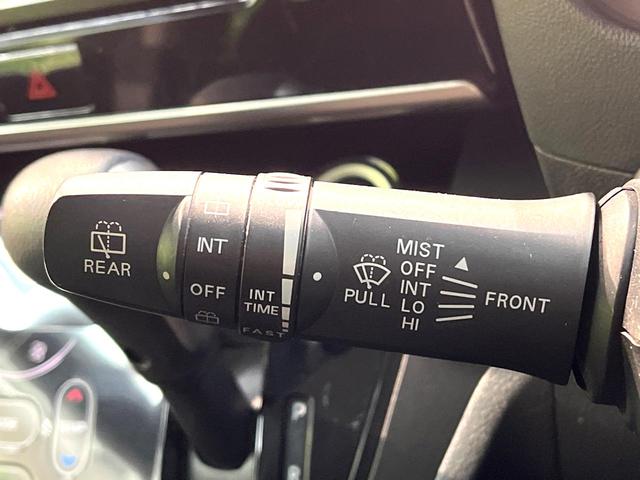 REAR
INT
OFF
INT
TIME
FAST
PULL
MIST
OFF
INT
LO
HI
FRONT
P
R